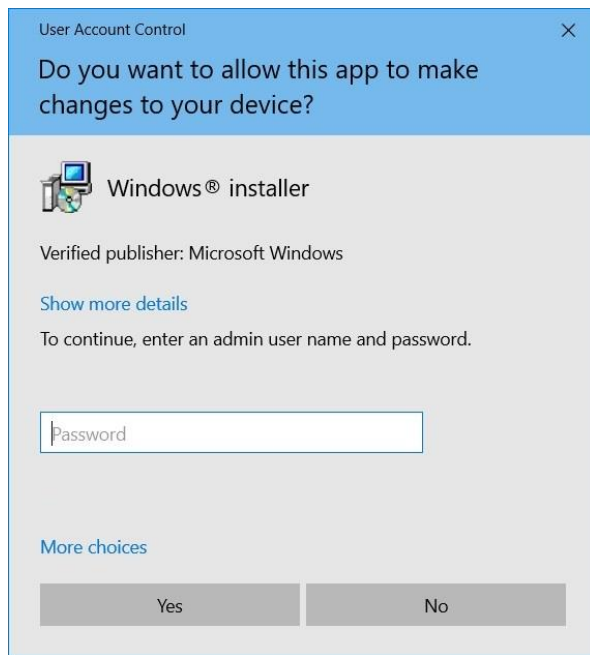 User Account Control
Do you want to allow this app to make
changes to your device?
Windows® installer
Verified publisher: Microsoft Windows
Show more details
To continue, enter an admin user name and password.
Password
More choices
Yes
No